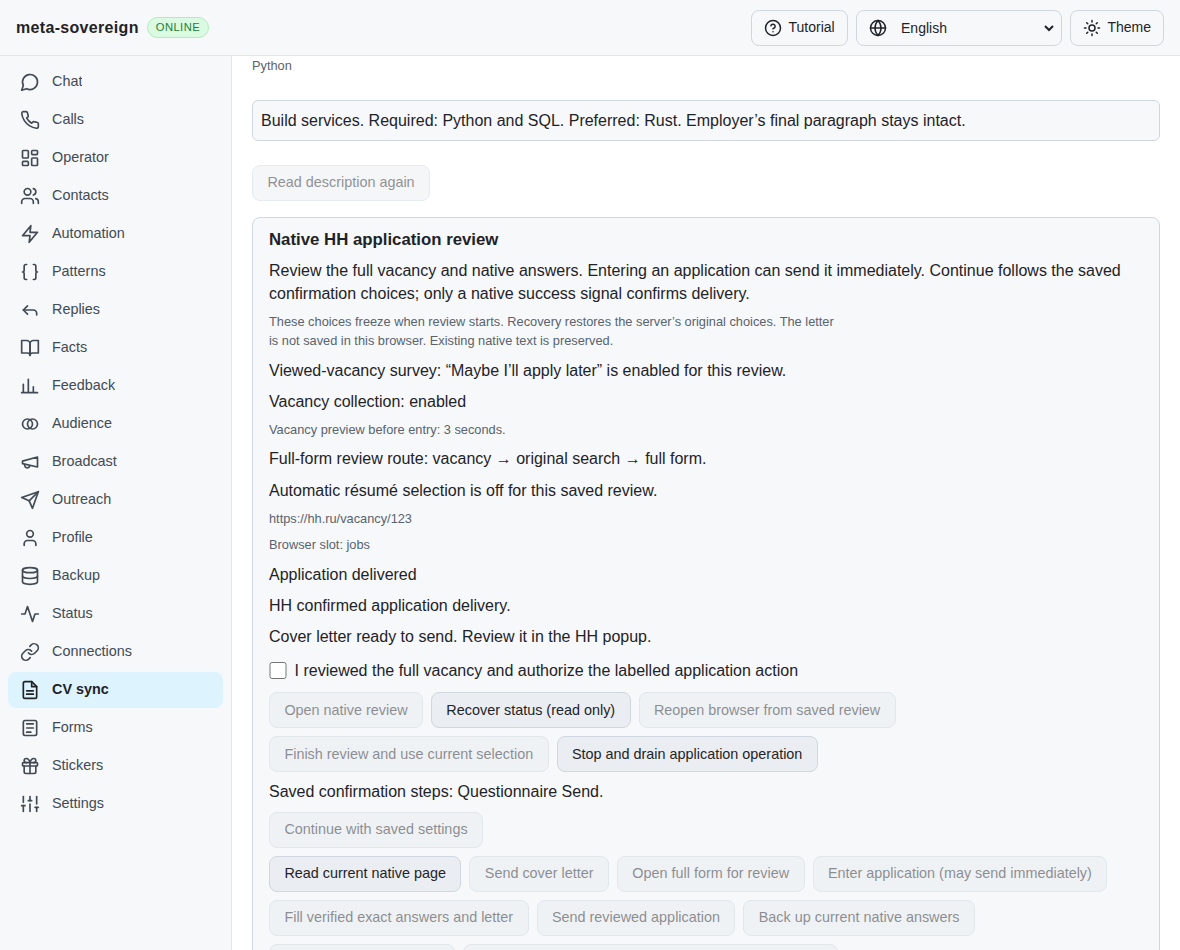 meta-sovereign ONLINE Tutorial English Theme
Chat
Calls
Operator
Contacts
Automation
Patterns
Replies
Facts
Feedback
Audience
Broadcast
Outreach
Profile
Backup
Status
Connections
CV sync
Forms
Stickers
Settings
Python
Build services. Required: Python and SQL. Preferred: Rust. Employer’s final paragraph stays intact.
Read description again
Native HH application review
Review the full vacancy and native answers. Entering an application can send it immediately. Continue follows the saved
confirmation choices; only a native success signal confirms delivery.
These choices freeze when review starts. Recovery restores the server’s original choices. The letter
is not saved in this browser. Existing native text is preserved.
Viewed-vacancy survey: “Maybe I’ll apply later” is enabled for this review.
Vacancy collection: enabled
Vacancy preview before entry: 3 seconds.
Full-form review route: vacancy → original search → full form.
Automatic résumé selection is off for this saved review.
https://hh.ru/vacancy/123
Browser slot: jobs
Application delivered
HH confirmed application delivery.
Cover letter ready to send. Review it in the HH popup.
I reviewed the full vacancy and authorize the labelled application action
Open native review Recover status (read only) Reopen browser from saved review
Finish review and use current selection Stop and drain application operation
Saved confirmation steps: Questionnaire Send.
Continue with saved settings
Read current native page Send cover letter Open full form for review Enter application (may send immediately)
Fill verified exact answers and letter Send reviewed application Back up current native answers